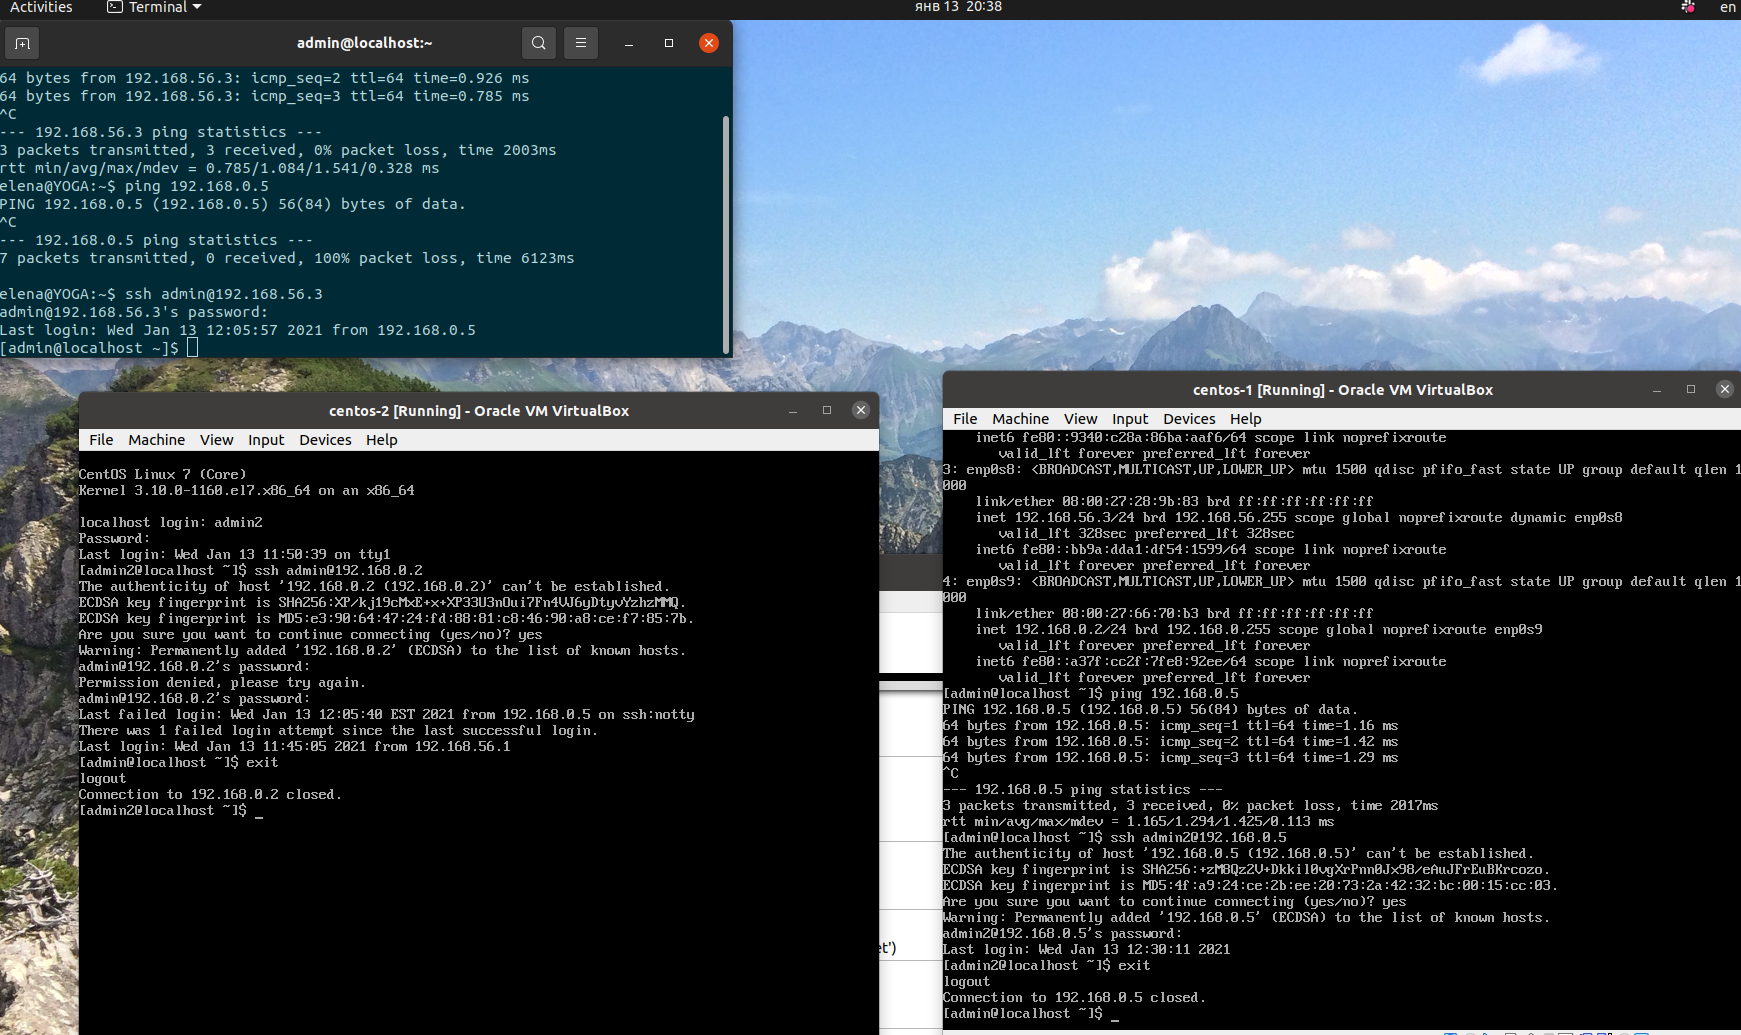 Activities
Terminal
янв 13 20:38
en
admin@localhost:~
64 bytes from 192.168.56.3: icmp_seq=2 ttl=64 time=0.926 ms
64 bytes from 192.168.56.3: icmp_seq=3 ttl=64 time=0.785 ms
^C
--- 192.168.56.3 ping statistics ---
3 packets transmitted, 3 received, 0% packet loss, time 2003ms
rtt min/avg/max/mdev = 0.785/1.084/1.541/0.328 ms
elena@YOGA:~$ ping 192.168.0.5
PING 192.168.0.5 (192.168.0.5) 56(84) bytes of data.
^C
--- 192.168.0.5 ping statistics ---
7 packets transmitted, 0 received, 100% packet loss, time 6123ms
elena@YOGA:~$ ssh admin@192.168.56.3
admin@192.168.56.3's password:
Last login: Wed Jan 13 12:05:57 2021 from 192.168.0.5
[admin@localhost ~]$
centos-2 [Running] - Oracle VM VirtualBox
File Machine View Input Devices Help
CentOS Linux 7 (Core)
Kernel 3.10.0-1160.el7.x86_64 on an x86_64
localhost login: admin2
Password:
Last login: Wed Jan 13 11:50:39 on tty1
[admin2@localhost ~]$ ssh admin@192.168.0.2
The authenticity of host '192.168.0.2 (192.168.0.2)' can't be established.
ECDSA key fingerprint is SHA256:XP/kj19cMxE+x+XP33U3nOui7Fn4VJ6yDtyvYzhzMMQ.
ECDSA key fingerprint is MD5:e3:90:64:47:24:fd:88:81:c8:46:90:a8:ce:f7:85:7b.
Are you sure you want to continue connecting (yes/no)? yes
Warning: Permanently added '192.168.0.2' (ECDSA) to the list of known hosts.
admin@192.168.0.2's password:
Permission denied, please try again.
admin@192.168.0.2's password:
Last failed login: Wed Jan 13 12:05:40 EST 2021 from 192.168.0.5 on ssh:notty
There was 1 failed login attempt since the last successful login.
Last login: Wed Jan 13 11:45:05 2021 from 192.168.56.1
[admin@localhost ~]$ exit
logout
Connection to 192.168.0.2 closed.
[admin2@localhost ~]$ _
et')
centos-1 [Running] - Oracle VM VirtualBox
File Machine View Input Devices Help
inet6 fe80::9340:c28a:86ba:aaf6/64 scope link noprefixroute
valid_lft forever preferred_lft forever
3: enp0s8: <BROADCAST,MULTICAST,UP,LOWER_UP> mtu 1500 qdisc pfifo_fast state UP group default qlen 1
000
link/ether 08:00:27:28:9b:83 brd ff:ff:ff:ff:ff:ff
inet 192.168.56.3/24 brd 192.168.56.255 scope global noprefixroute dynamic enp0s8
valid_lft 328sec preferred_lft 328sec
inet6 fe80::bb9a:dda1:df54:1599/64 scope link noprefixroute
valid_lft forever preferred_lft forever
4: enp0s9: <BROADCAST,MULTICAST,UP,LOWER_UP> mtu 1500 qdisc pfifo_fast state UP group default qlen 1
000
link/ether 08:00:27:66:70:b3 brd ff:ff:ff:ff:ff:ff
inet 192.168.0.2/24 brd 192.168.0.255 scope global noprefixroute enp0s9
valid_lft forever preferred_lft forever
inet6 fe80::a37f:cc2f:7fe8:92ee/64 scope link noprefixroute
valid_lft forever preferred_lft forever
[admin@localhost ~]$ ping 192.168.0.5
PING 192.168.0.5 (192.168.0.5) 56(84) bytes of data.
64 bytes from 192.168.0.5: icmp_seq=1 ttl=64 time=1.16 ms
64 bytes from 192.168.0.5: icmp_seq=2 ttl=64 time=1.42 ms
64 bytes from 192.168.0.5: icmp_seq=3 ttl=64 time=1.29 ms
^C
--- 192.168.0.5 ping statistics ---
3 packets transmitted, 3 received, 0% packet loss, time 2017ms
rtt min/avg/max/mdev = 1.165/1.294/1.425/0.113 ms
[admin@localhost ~]$ ssh admin2@192.168.0.5
The authenticity of host '192.168.0.5 (192.168.0.5)' can't be established.
ECDSA key fingerprint is SHA256:+zM8Qz2V+Dkkil0vgXrPnn0Jx98/eAuJFrEuBKrcozo.
ECDSA key fingerprint is MD5:4f:a9:24:ce:2b:ee:20:73:2a:42:32:bc:00:15:cc:03.
Are you sure you want to continue connecting (yes/no)? yes
Warning: Permanently added '192.168.0.5' (ECDSA) to the list of known hosts.
admin2@192.168.0.5's password:
Last login: Wed Jan 13 12:30:11 2021
[admin2@localhost ~]$ exit
logout
Connection to 192.168.0.5 closed.
[admin@localhost ~]$ _